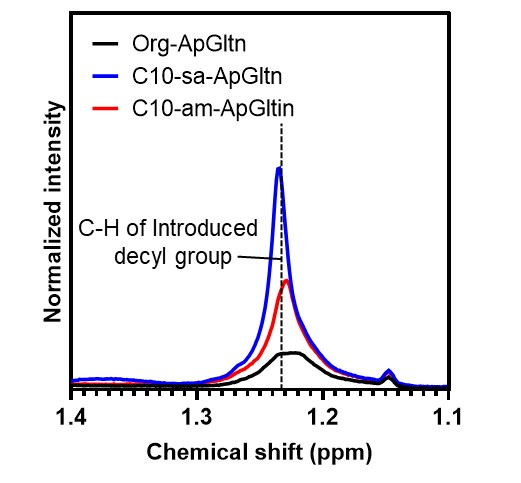 Normalized intensity
Org-ApGltn
C10-sa-ApGltn
C10-am-ApGltin
C-H of Introduced
decyl group
1.4 1.3 1.2 1.1
Chemical shift (ppm)